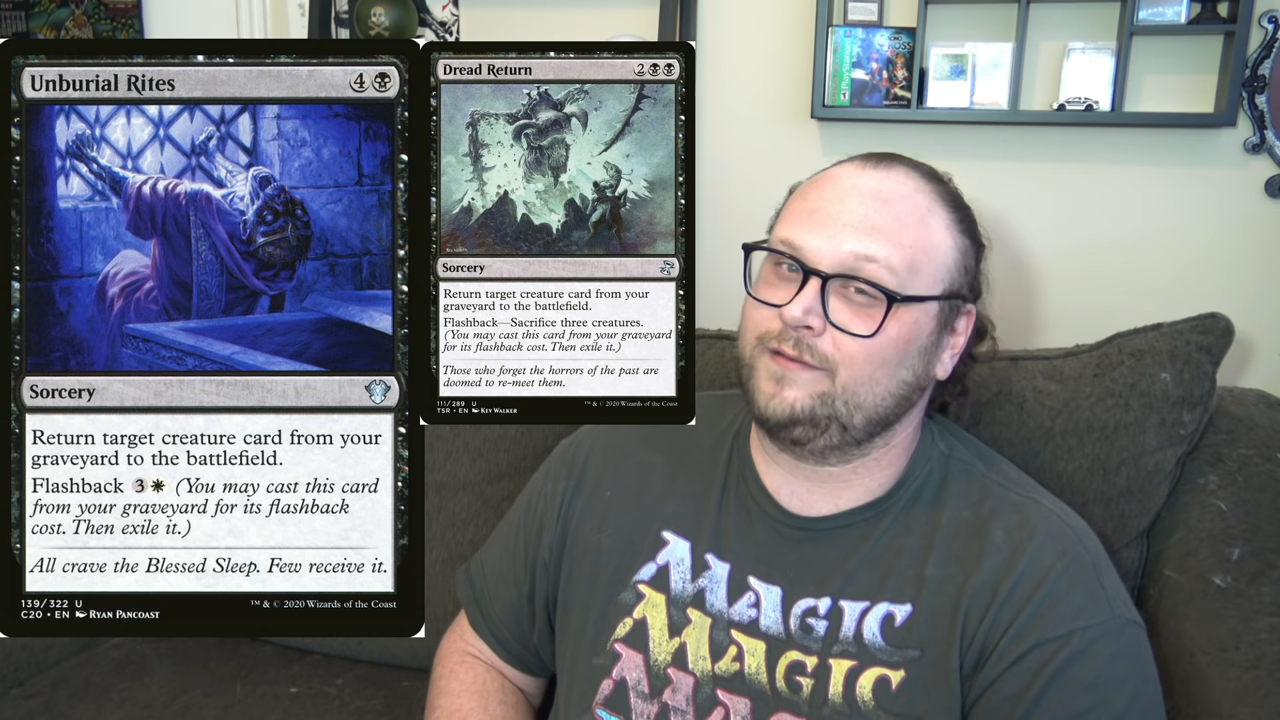 Unburial Rites 4
Sorcery
Return target creature card from your
graveyard to the battlefield.
Flashback 3 (You may cast this card
from your graveyard for its flashback
cost. Then exile it.)
All crave the Blessed Sleep. Few receive it.
139/322 U
C20 • EN Ryan Pancoast
™ & © 2020 Wizards of the Coast
Dread Return 2
Sorcery
Return target creature card from your
graveyard to the battlefield.
Flashback—Sacrifice three creatures.
(You may cast this card from your graveyard
for its flashback cost. Then exile it.)
Those who forget the horrors of the past are
doomed to re-meet them.
111/289 U
TSR • EN Kev Walker
™ & © 2020 Wizards of the Coast
PlayStation
MAGIC
MAGIC